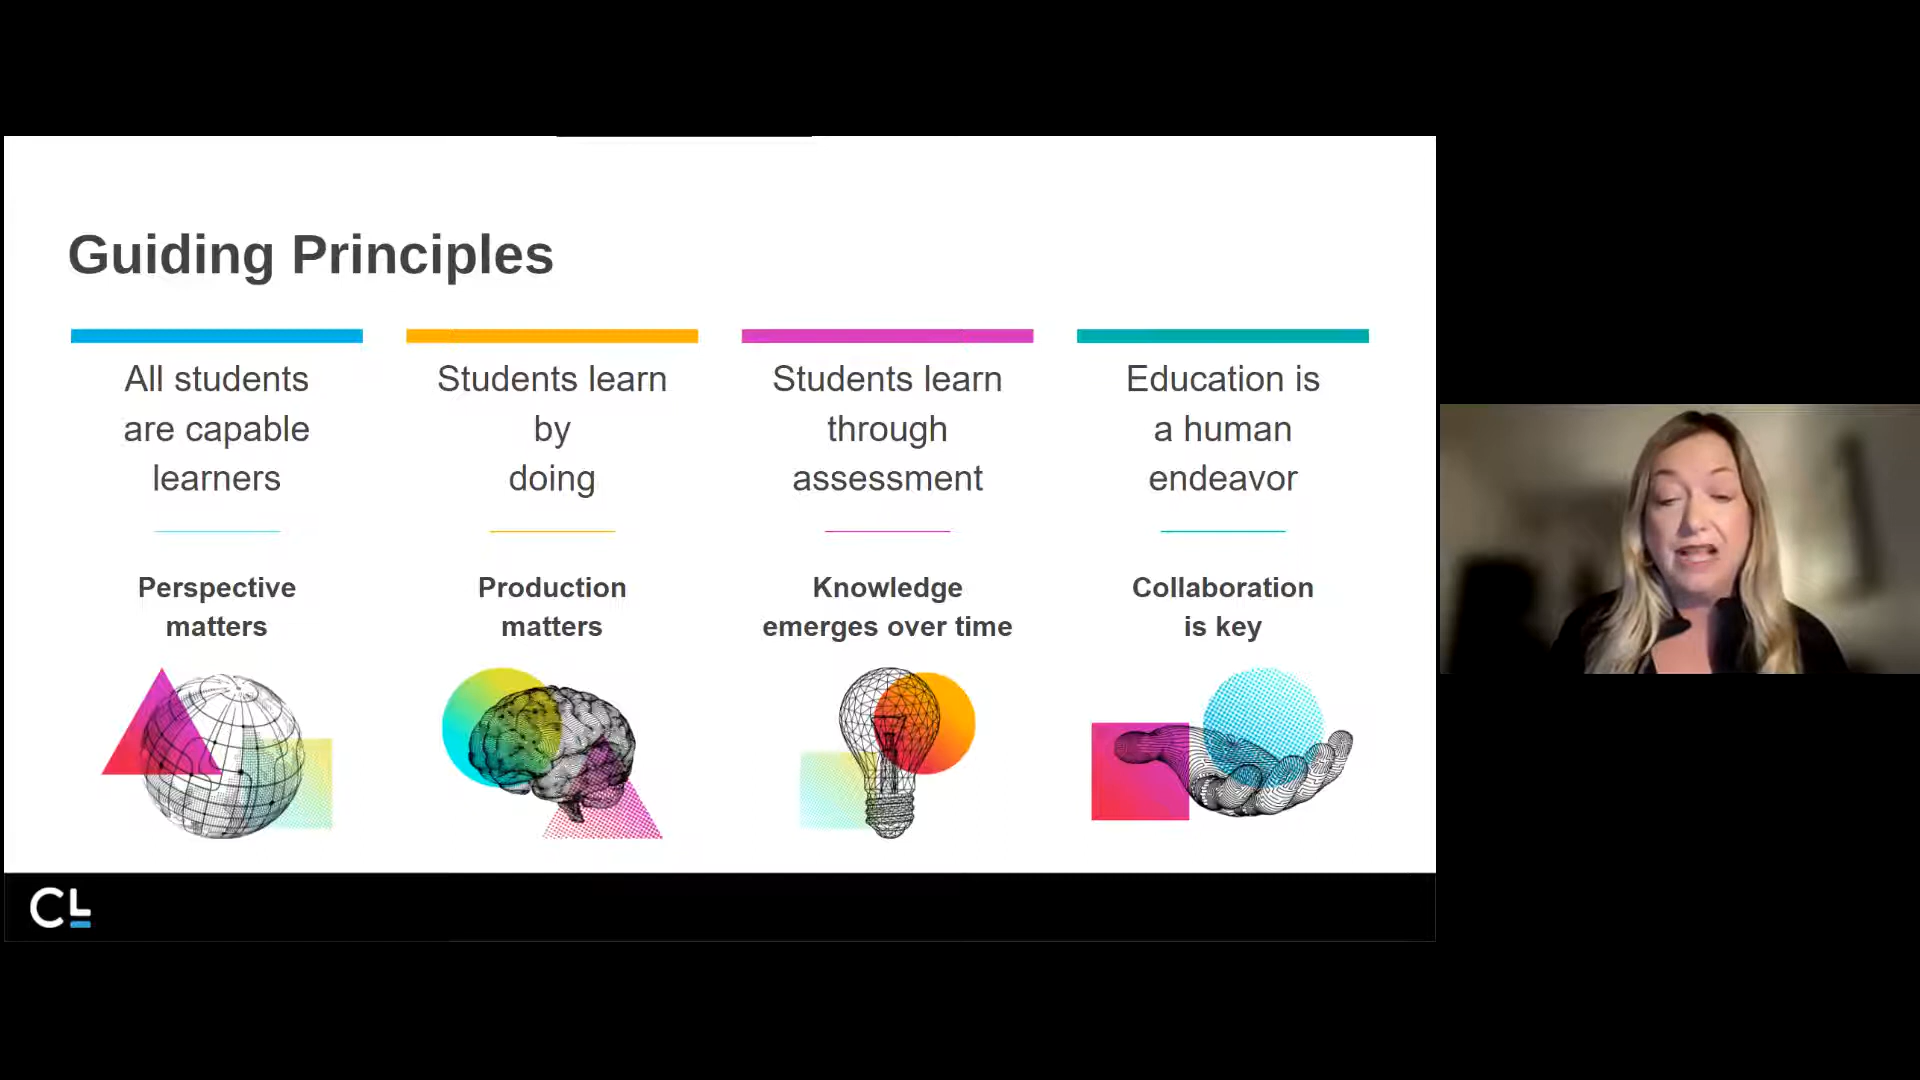 Guiding Principles
All students
are capable
learners
Perspective
matters
Students learn
by
doing
Production
matters
Students learn
through
assessment
Knowledge
emerges over time
Education is
a human
endeavor
Collaboration
is key
CL